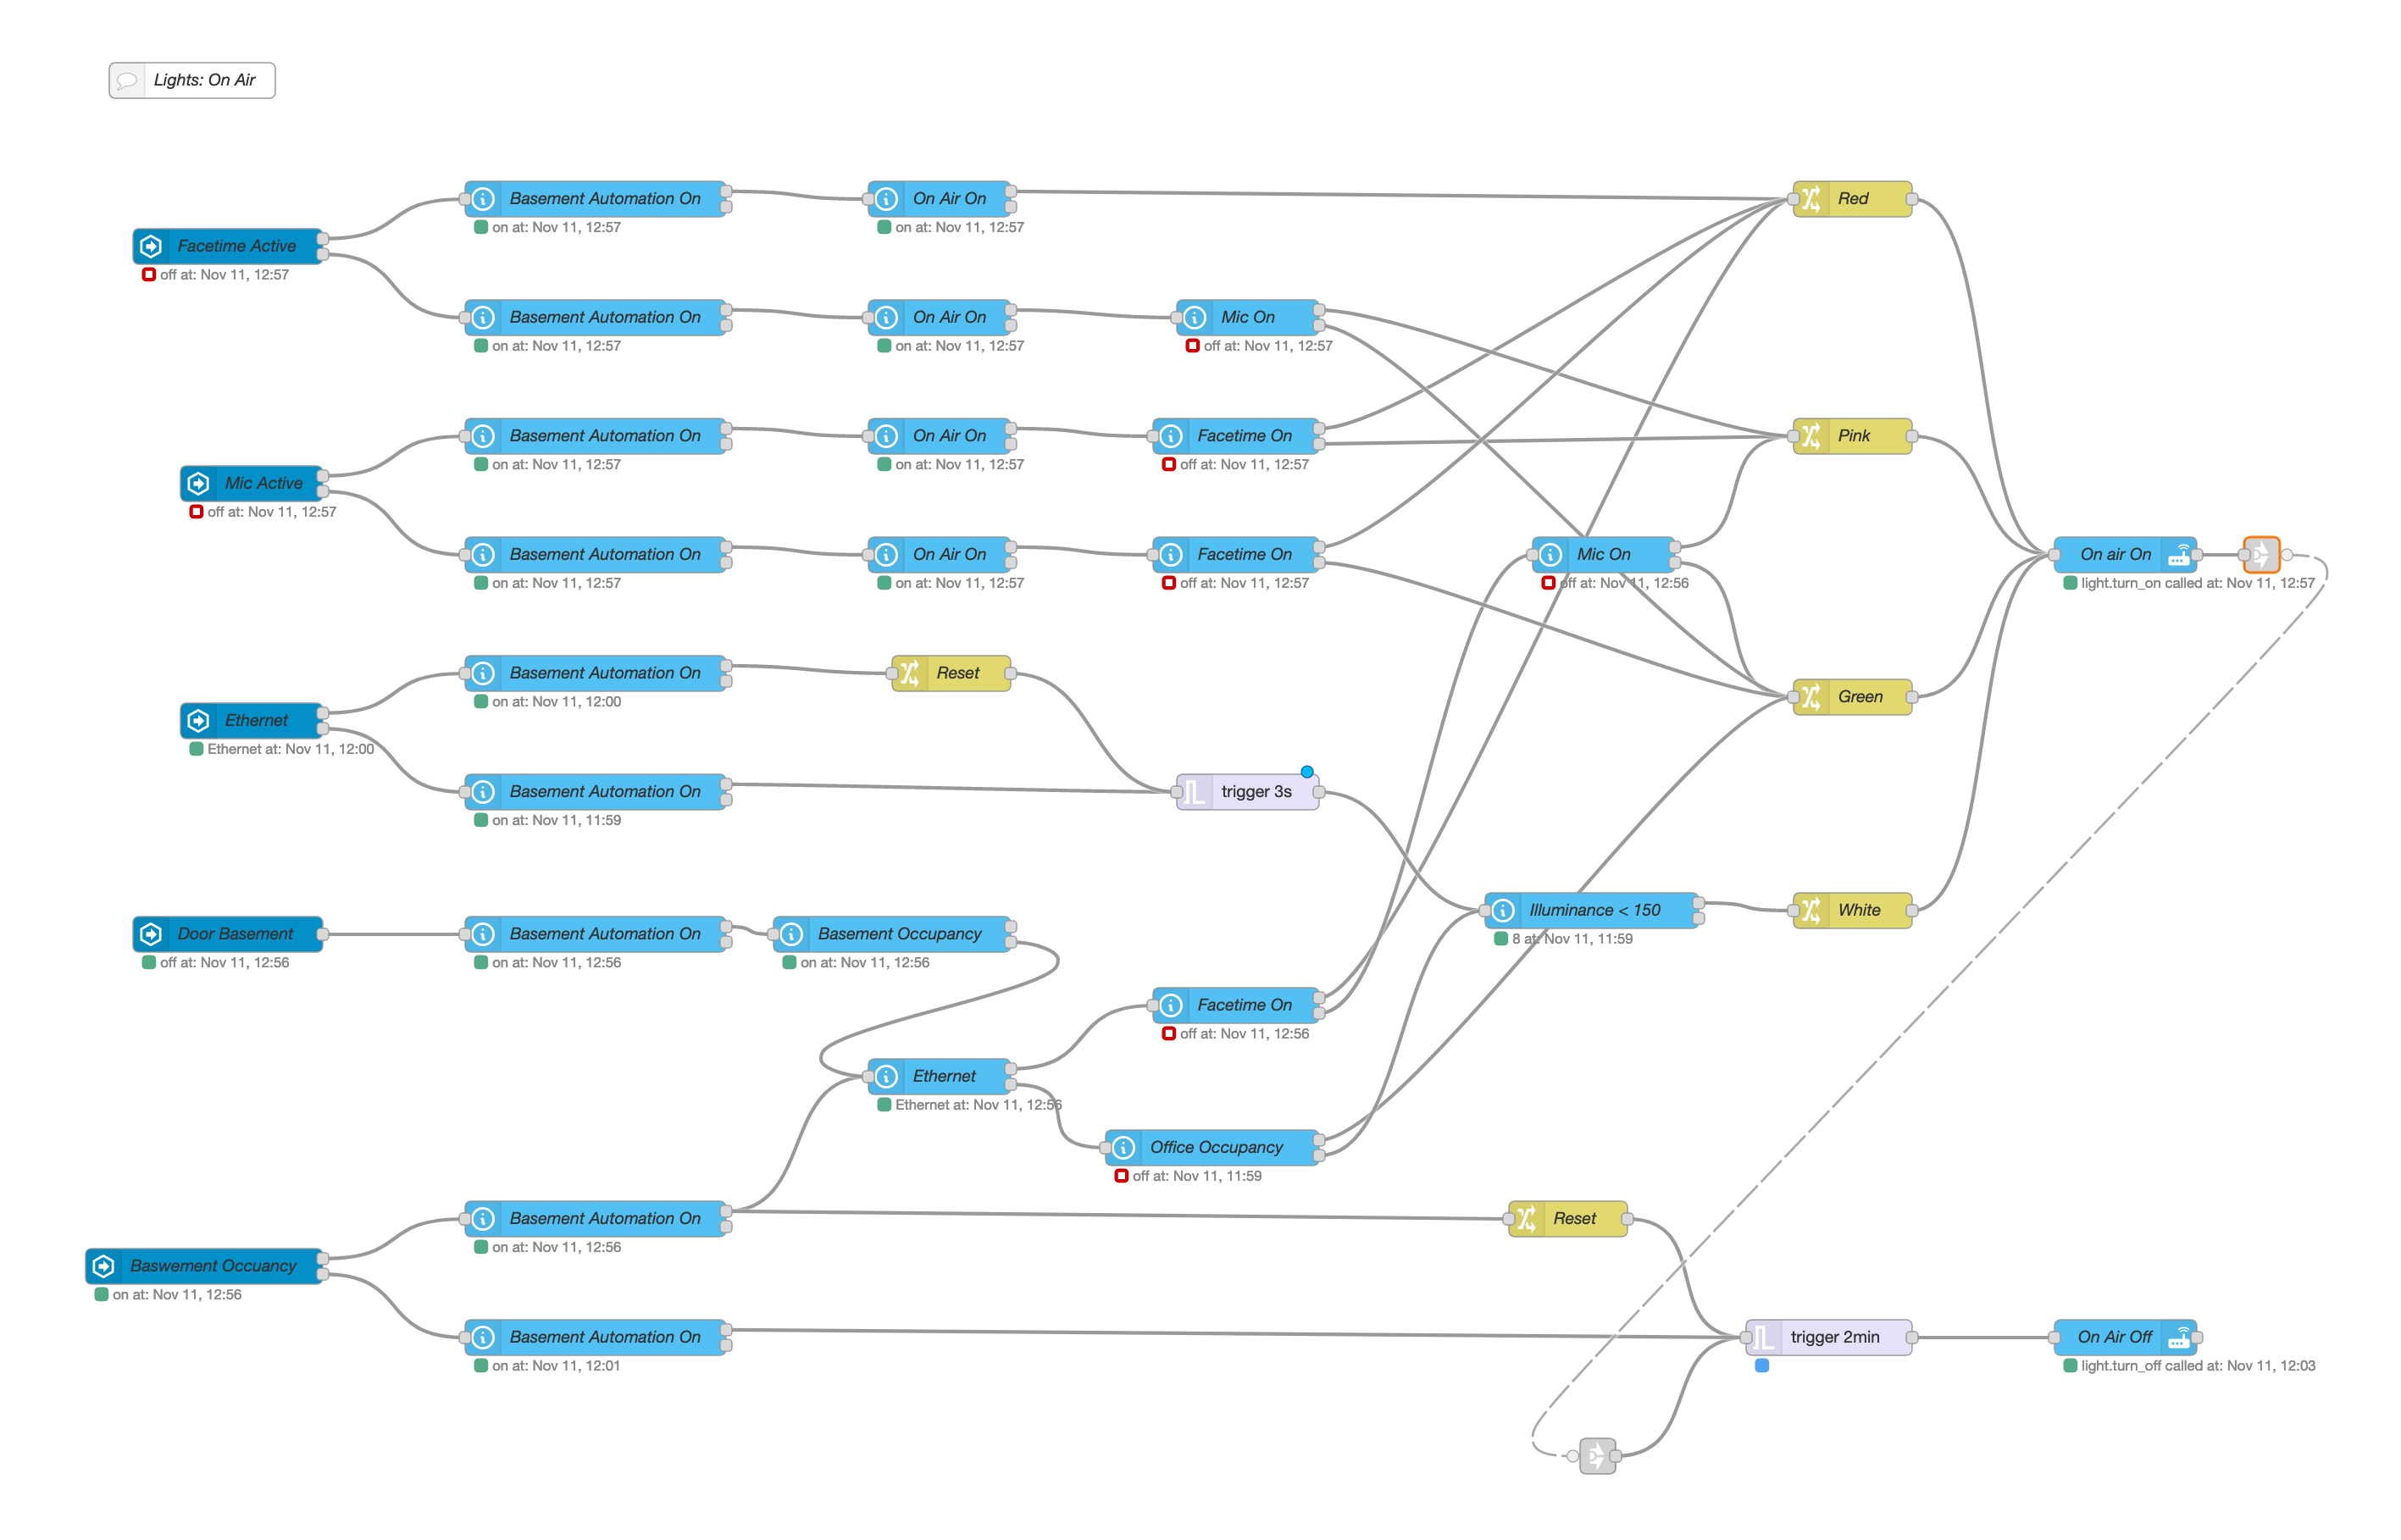 Lights: On Air
Basement Automation On
on at: Nov 11, 12:57
On Air On
on at: Nov 11, 12:57
Red
Facetime Active
off at: Nov 11, 12:57
Basement Automation On
on at: Nov 11, 12:57
On Air On
on at: Nov 11, 12:57
Mic On
off at: Nov 11, 12:57
Basement Automation On
on at: Nov 11, 12:57
On Air On
on at: Nov 11, 12:57
Facetime On
off at: Nov 11, 12:57
Pink
Mic Active
off at: Nov 11, 12:57
Basement Automation On
on at: Nov 11, 12:57
On Air On
on at: Nov 11, 12:57
Facetime On
off at: Nov 11, 12:57
Mic On
off at: Nov 11, 12:56
On air On
light.turn_on called at: Nov 11, 12:57
Basement Automation On
on at: Nov 11, 12:00
Reset
Green
Ethernet
Ethernet at: Nov 11, 12:00
Basement Automation On
on at: Nov 11, 11:59
trigger 3s
Illuminance < 150
8 at: Nov 11, 11:59
White
Door Basement
off at: Nov 11, 12:56
Basement Automation On
on at: Nov 11, 12:56
Basement Occupancy
on at: Nov 11, 12:56
Facetime On
off at: Nov 11, 12:56
Ethernet
Ethernet at: Nov 11, 12:56
Office Occupancy
off at: Nov 11, 11:59
Basement Automation On
on at: Nov 11, 12:56
Reset
Baswement Occuancy
on at: Nov 11, 12:56
Basement Automation On
on at: Nov 11, 12:01
trigger 2min
On Air Off
light.turn_off called at: Nov 11, 12:03